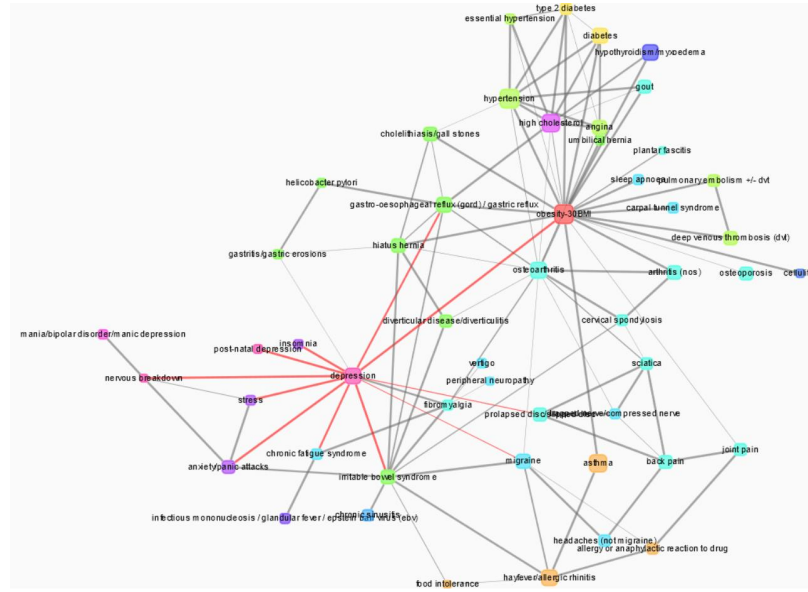 type 2 diabetes
essential hypertension
diabetes
hypothyroidism/myxoedema
gout
hypertension
high cholesterol
angina
cholelithiasis/gall stones
umbilical hernia
plantar fascitis
helicobacter pylori
sleep apnoea
pulmonary embolism +/- dvt
gastro-oesophageal reflux (gord) / gastric reflux
obesity-30BMI
carpal tunnel syndrome
deep venous thrombosis (dvt)
hiatus hernia
gastritis/gastric erosions
osteoarthritis
arthritis (nos)
osteoporosis
diverticular disease/diverticulitis
cervical spondylosis
mania/bipolar disorder/manic depression
insomnia
post-natal depression
vertigo
sciatica
nervous breakdown
depression
peripheral neuropathy
stress
fibromyalgia
prolapsed disc
nerve/compressed nerve
joint pain
chronic fatigue syndrome
migraine
asthma
back pain
anxiety/panic attacks
irritable bowel syndrome
infectious mononucleosis / glandular fever / epstein barr virus (ebv)
chronic sinusitis
headaches (not migraine)
allergy or anaphylactic reaction to drug
food intolerance
hayfever/allergic rhinitis